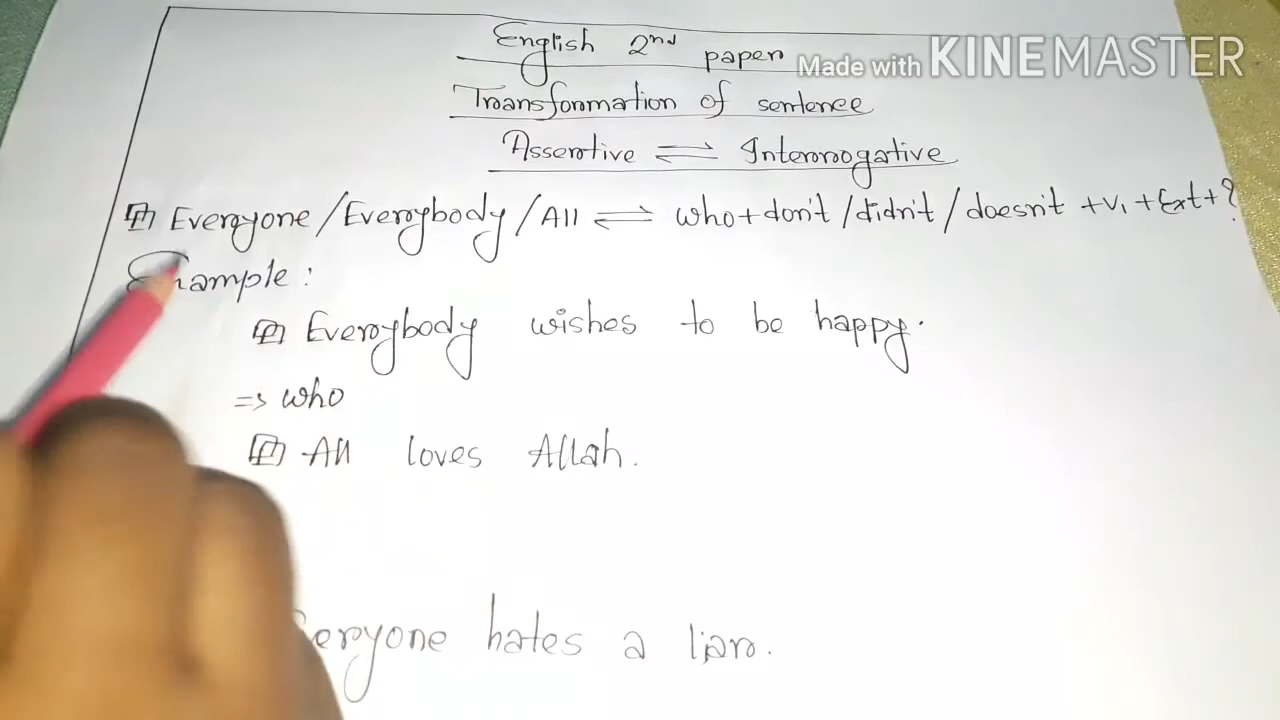 English 2nd paper
Made with KINEMASTER
Transformation of sentence
Assertive ⇌ Interrogative
Everyone / Everybody / All ⇌ who + don't / didn't / doesn't + V1 + Ext + ?
Example :
Everybody wishes to be happy.
⇒ who
All loves Allah.
eryone hates a liar.